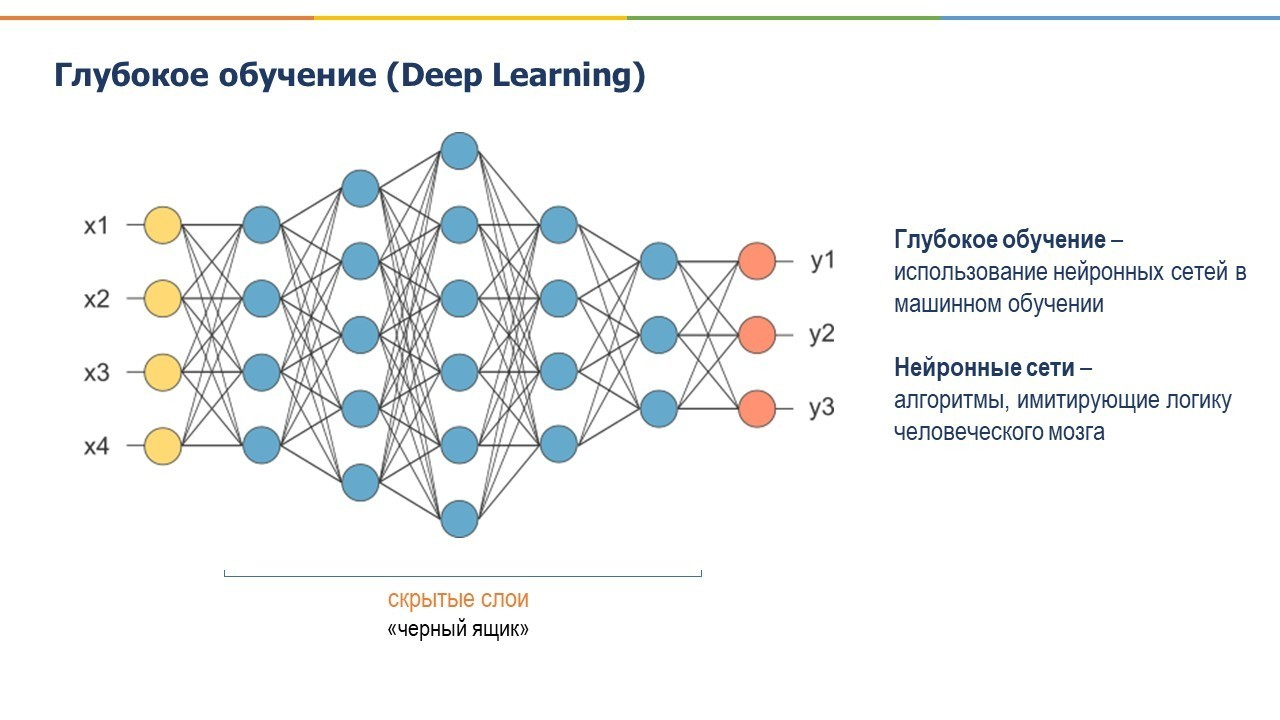 Глубокое обучение (Deep Learning)
x1
x2
x3
x4
y1
y2
y3
Глубокое обучение –
использование нейронных сетей в
машинном обучении
Нейронные сети –
алгоритмы, имитирующие логику
человеческого мозга
скрытые слои
«черный ящик»